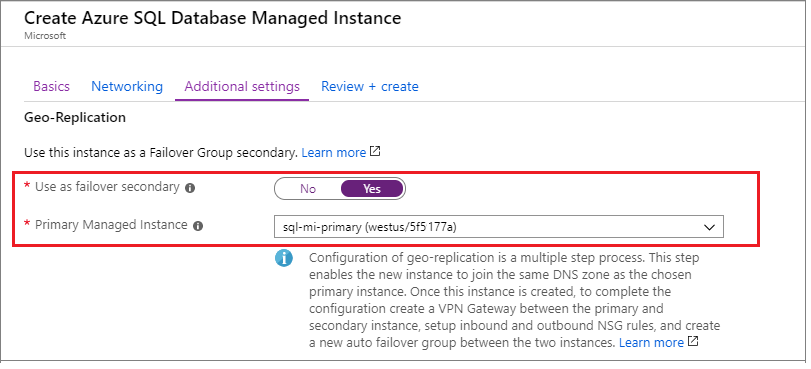 Create Azure SQL Database Managed Instance
Microsoft
Basics Networking Additional settings Review + create
Geo-Replication
Use this instance as a Failover Group secondary. Learn more
* Use as failover secondary No Yes
* Primary Managed Instance sql-mi-primary (westus/5f5177a)
Configuration of geo-replication is a multiple step process. This step
enables the new instance to join the same DNS zone as the chosen
primary instance. Once this instance is created, to complete the
configuration create a VPN Gateway between the primary and
secondary instance, setup inbound and outbound NSG rules, and create
a new auto failover group between the two instances. Learn more